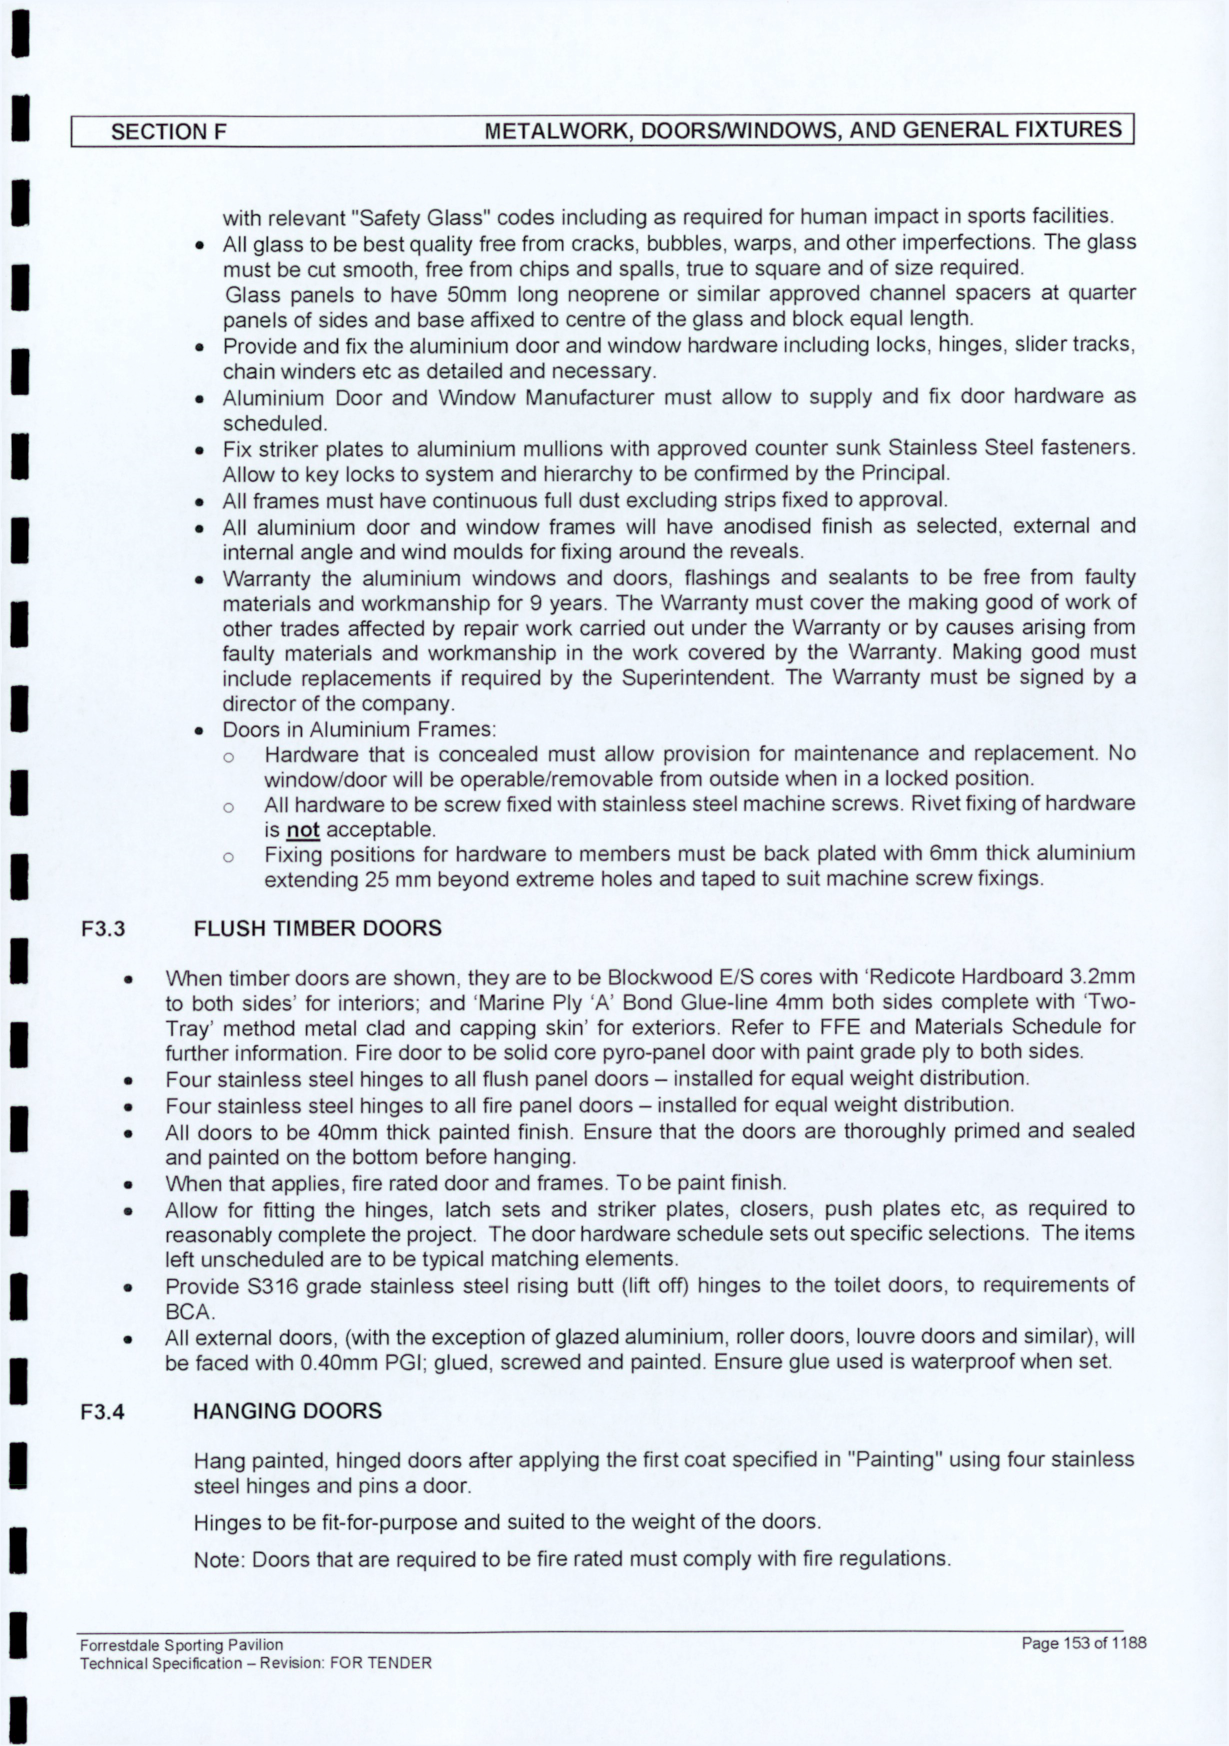 SECTION F METALWORK, DOORS/WINDOWS, AND GENERAL FIXTURES
with relevant "Safety Glass" codes including as required for human impact in sports facilities.
• All glass to be best quality free from cracks, bubbles, warps, and other imperfections. The glass
must be cut smooth, free from chips and spalls, true to square and of size required.
Glass panels to have 50mm long neoprene or similar approved channel spacers at quarter
panels of sides and base affixed to centre of the glass and block equal length.
• Provide and fix the aluminium door and window hardware including locks, hinges, slider tracks,
chain winders etc as detailed and necessary.
• Aluminium Door and Window Manufacturer must allow to supply and fix door hardware as
scheduled.
• Fix striker plates to aluminium mullions with approved counter sunk Stainless Steel fasteners.
Allow to key locks to system and hierarchy to be confirmed by the Principal.
• All frames must have continuous full dust excluding strips fixed to approval.
• All aluminium door and window frames will have anodised finish as selected, external and
internal angle and wind moulds for fixing around the reveals.
• Warranty the aluminium windows and doors, flashings and sealants to be free from faulty
materials and workmanship for 9 years. The Warranty must cover the making good of work of
other trades affected by repair work carried out under the Warranty or by causes arising from
faulty materials and workmanship in the work covered by the Warranty. Making good must
include replacements if required by the Superintendent. The Warranty must be signed by a
director of the company.
• Doors in Aluminium Frames:
○ Hardware that is concealed must allow provision for maintenance and replacement. No
window/door will be operable/removable from outside when in a locked position.
○ All hardware to be screw fixed with stainless steel machine screws. Rivet fixing of hardware
is not acceptable.
○ Fixing positions for hardware to members must be back plated with 6mm thick aluminium
extending 25 mm beyond extreme holes and taped to suit machine screw fixings.
F3.3 FLUSH TIMBER DOORS
• When timber doors are shown, they are to be Blockwood E/S cores with ‘Redicote Hardboard 3.2mm
to both sides’ for interiors; and ‘Marine Ply ‘A’ Bond Glue-line 4mm both sides complete with ‘Two-
Tray’ method metal clad and capping skin’ for exteriors. Refer to FFE and Materials Schedule for
further information. Fire door to be solid core pyro-panel door with paint grade ply to both sides.
• Four stainless steel hinges to all flush panel doors – installed for equal weight distribution.
• Four stainless steel hinges to all fire panel doors – installed for equal weight distribution.
• All doors to be 40mm thick painted finish. Ensure that the doors are thoroughly primed and sealed
and painted on the bottom before hanging.
• When that applies, fire rated door and frames. To be paint finish.
• Allow for fitting the hinges, latch sets and striker plates, closers, push plates etc, as required to
reasonably complete the project. The door hardware schedule sets out specific selections. The items
left unscheduled are to be typical matching elements.
• Provide S316 grade stainless steel rising butt (lift off) hinges to the toilet doors, to requirements of
BCA.
• All external doors, (with the exception of glazed aluminium, roller doors, louvre doors and similar), will
be faced with 0.40mm PGI; glued, screwed and painted. Ensure glue used is waterproof when set.
F3.4 HANGING DOORS
Hang painted, hinged doors after applying the first coat specified in "Painting" using four stainless
steel hinges and pins a door.
Hinges to be fit-for-purpose and suited to the weight of the doors.
Note: Doors that are required to be fire rated must comply with fire regulations.
Forrestdale Sporting Pavilion Page 153 of 1188
Technical Specification – Revision: FOR TENDER